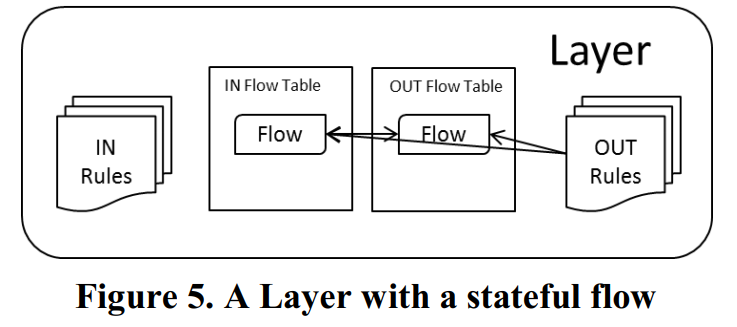 Layer
IN Flow Table
OUT Flow Table
Flow
Flow
IN
Rules
OUT
Rules
Figure 5. A Layer with a stateful flow